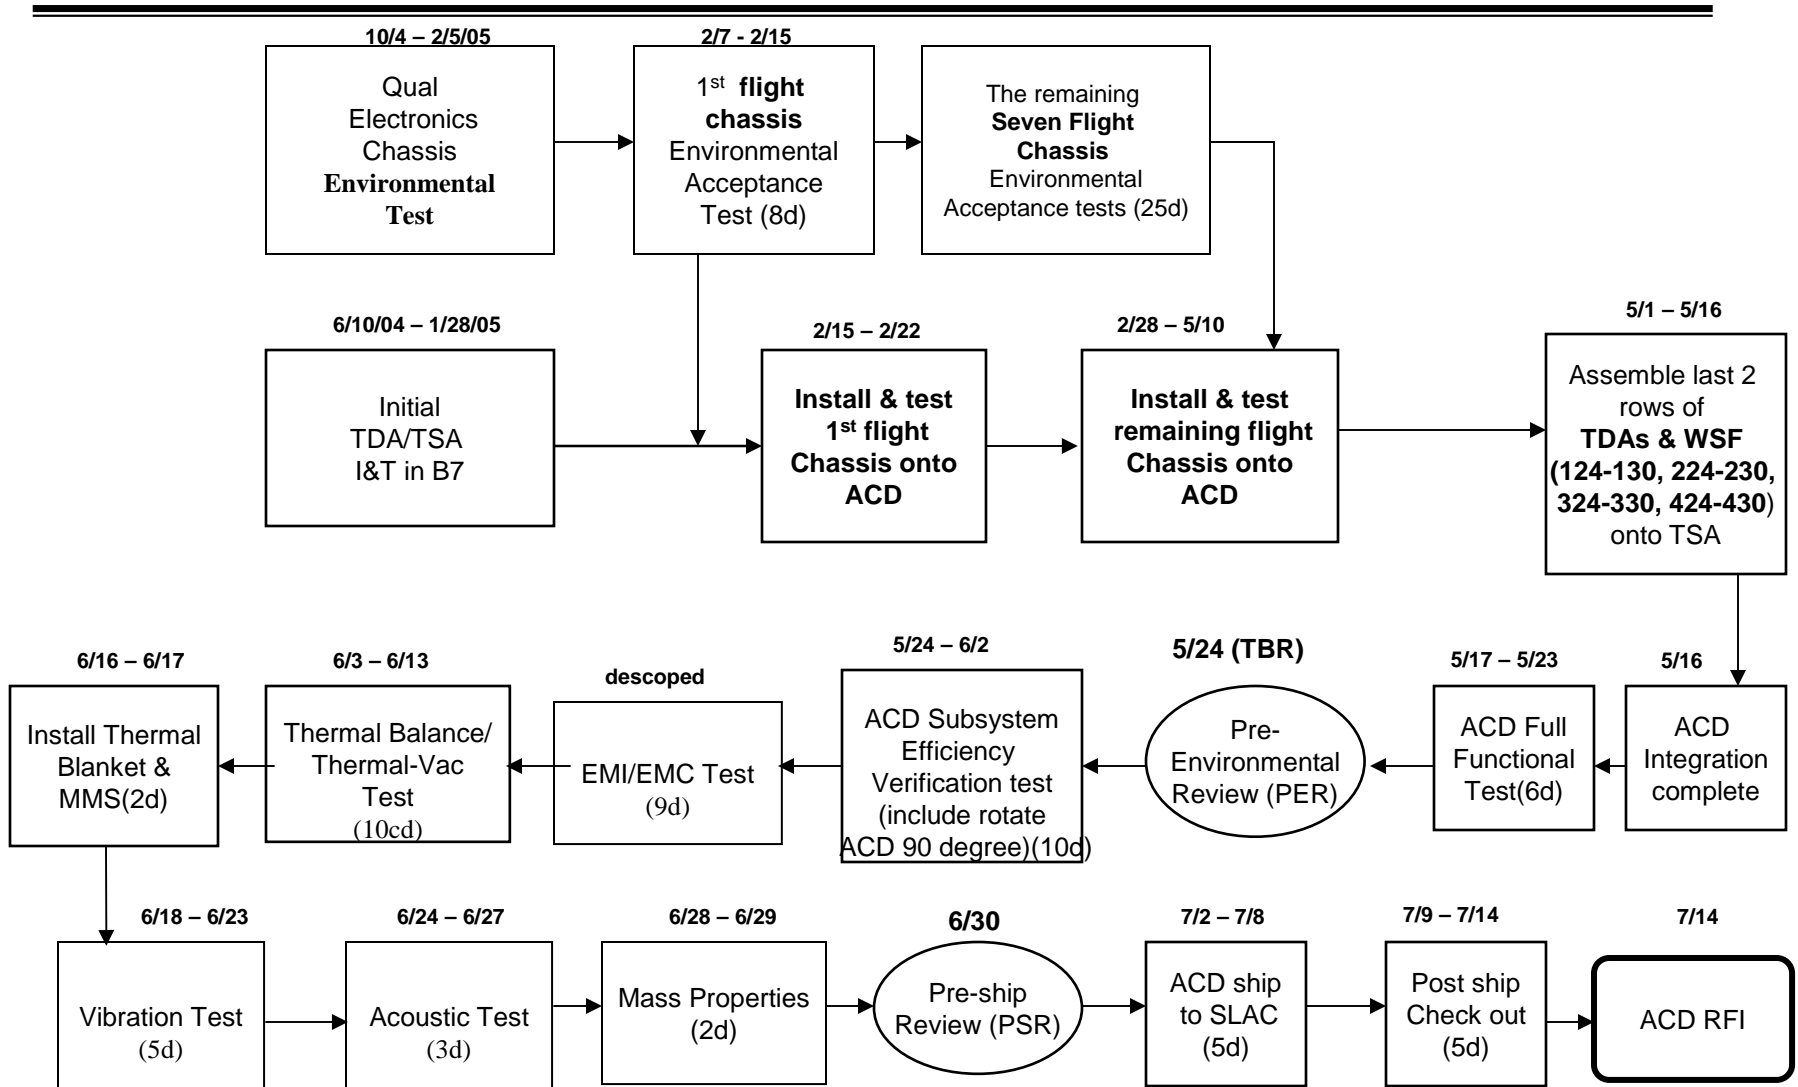 10/4 – 2/5/05
Qual
Electronics
Chassis
Environmental
Test
2/7 - 2/15
1st flight
chassis
Environmental
Acceptance
Test (8d)
The remaining
Seven Flight
Chassis
Environmental
Acceptance tests (25d)
6/10/04 – 1/28/05
Initial
TDA/TSA
I&T in B7
2/15 – 2/22
Install & test
1st flight
Chassis onto
ACD
2/28 – 5/10
Install & test
remaining flight
Chassis onto
ACD
5/1 – 5/16
Assemble last 2
rows of
TDAs & WSF
(124-130, 224-230,
324-330, 424-430)
onto TSA
5/16
ACD
Integration
complete
5/17 – 5/23
ACD Full
Functional
Test(6d)
5/24 (TBR)
Pre-
Environmental
Review (PER)
5/24 – 6/2
ACD Subsystem
Efficiency
Verification test
(include rotate
ACD 90 degree)(10d)
descoped
EMI/EMC Test
(9d)
6/3 – 6/13
Thermal Balance/
Thermal-Vac
Test
(10cd)
6/16 – 6/17
Install Thermal
Blanket &
MMS(2d)
6/18 – 6/23
Vibration Test
(5d)
6/24 – 6/27
Acoustic Test
(3d)
6/28 – 6/29
Mass Properties
(2d)
6/30
Pre-ship
Review (PSR)
7/2 – 7/8
ACD ship
to SLAC
(5d)
7/9 – 7/14
Post ship
Check out
(5d)
7/14
ACD RFI